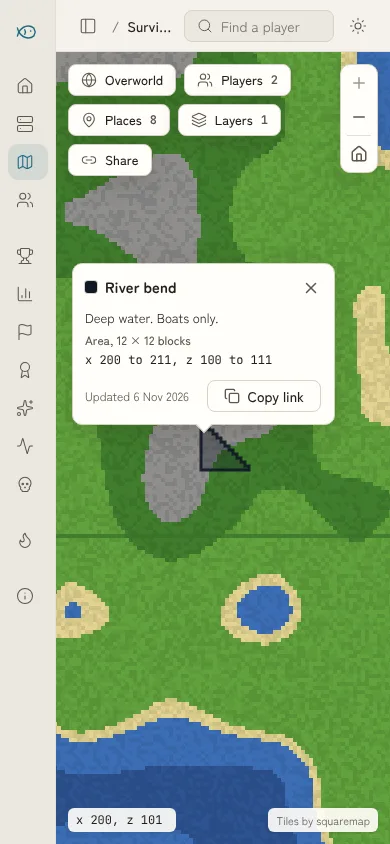 / Survi...
Find a player
Overworld
Players 2
Places 8
Layers 1
Share
River bend
Deep water. Boats only.
Area, 12 × 12 blocks
x 200 to 211, z 100 to 111
Updated 6 Nov 2026
Copy link
x 200, z 101
Tiles by squaremap